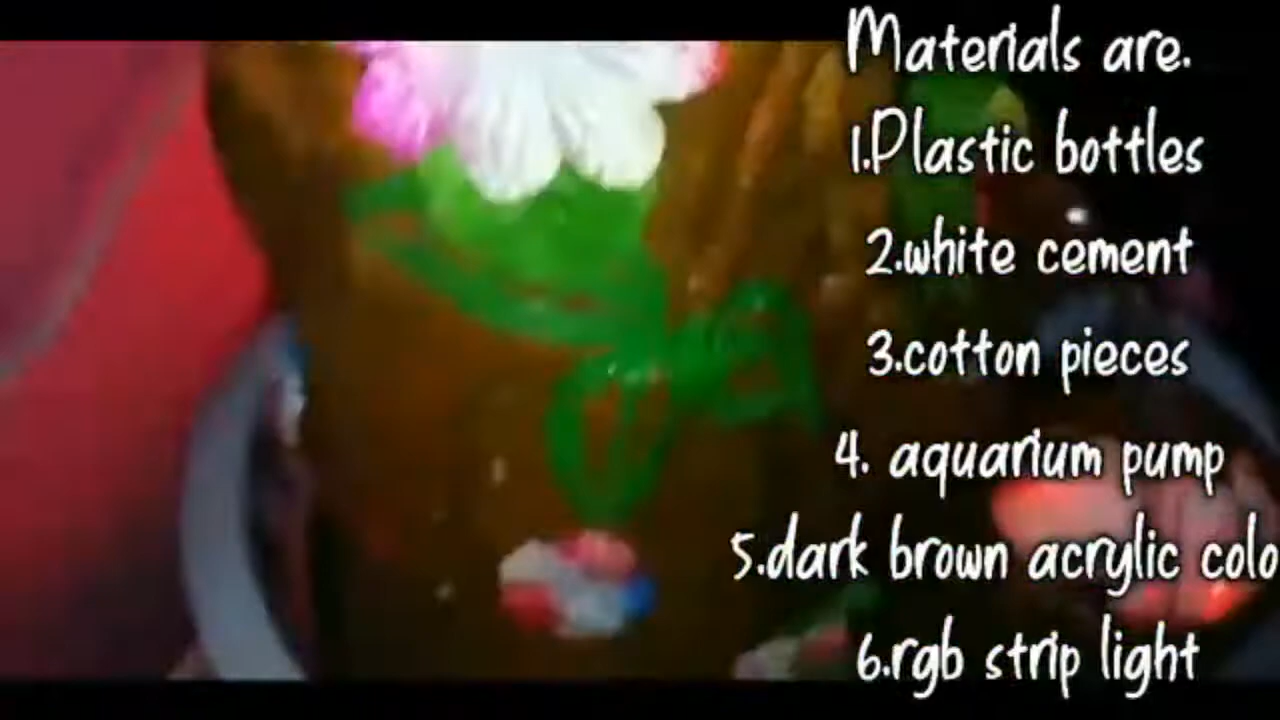 Materials are.
1.Plastic bottles
2.white cement
3.cotton pieces
4. aquarium pump
5.dark brown acrylic colo
6.rgb strip light